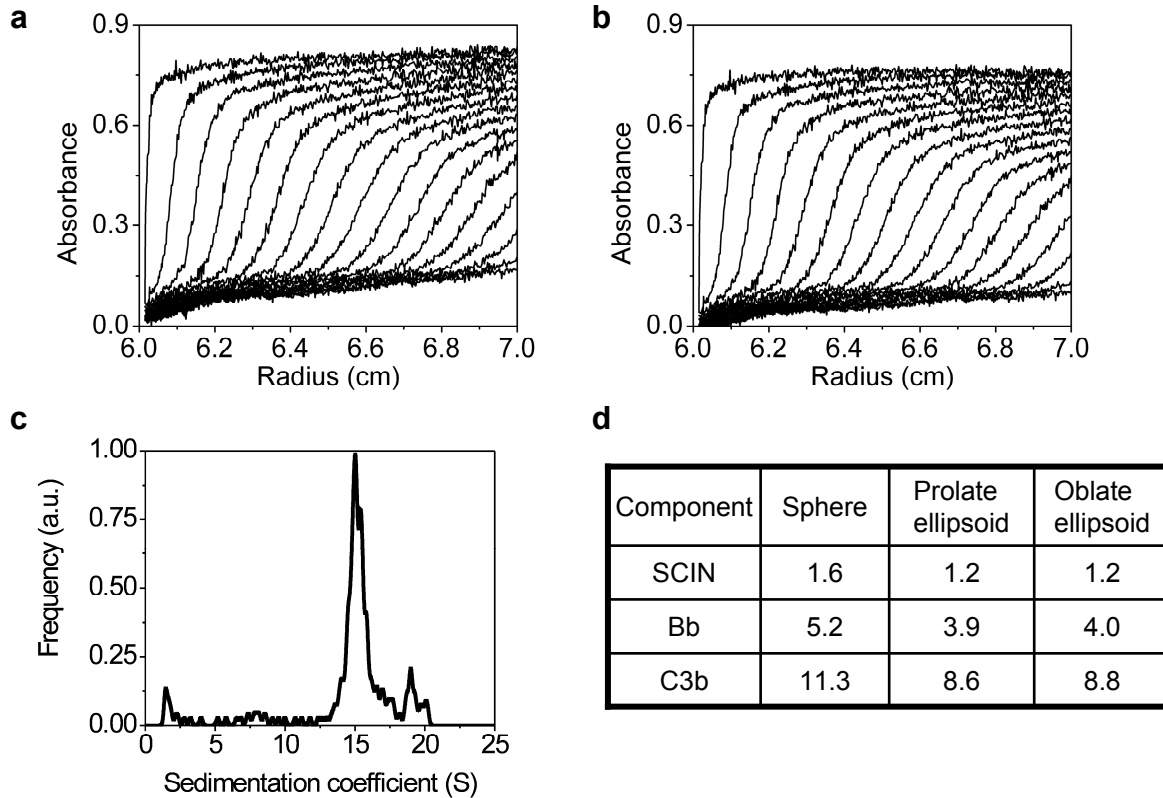 a
0.9
0.6
0.3
0.0
Absorbance
6.0 6.2 6.4 6.6 6.8 7.0
Radius (cm)
b
0.9
0.6
0.3
0.0
Absorbance
6.0 6.2 6.4 6.6 6.8 7.0
Radius (cm)
c
1.00
0.75
0.50
0.25
0.00
Frequency (a.u.)
0 5 10 15 20 25
Sedimentation coefficient (S)
d
Component Sphere Prolate ellipsoid Oblate ellipsoid
SCIN 1.6 1.2 1.2
Bb 5.2 3.9 4.0
C3b 11.3 8.6 8.8